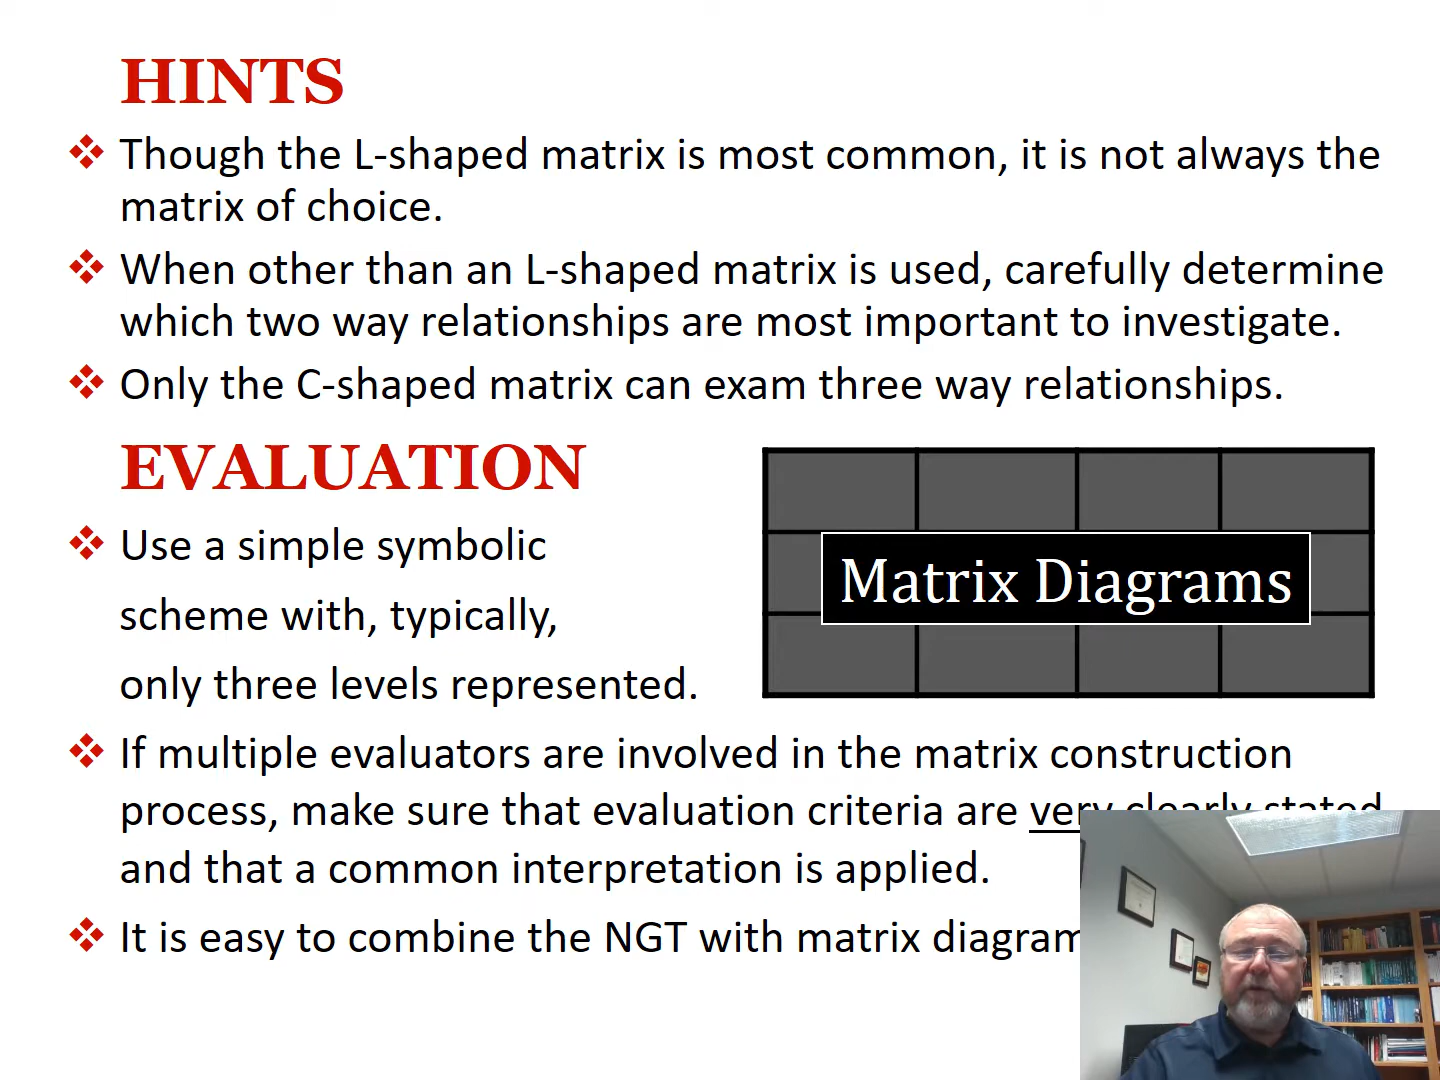 HINTS
❖ Though the L-shaped matrix is most common, it is not always the
matrix of choice.
❖ When other than an L-shaped matrix is used, carefully determine
which two way relationships are most important to investigate.
❖ Only the C-shaped matrix can exam three way relationships.
EVALUATION
❖ Use a simple symbolic
scheme with, typically,
only three levels represented.
Matrix Diagrams
❖ If multiple evaluators are involved in the matrix construction
process, make sure that evaluation criteria are very clearly stated
and that a common interpretation is applied.
❖ It is easy to combine the NGT with matrix